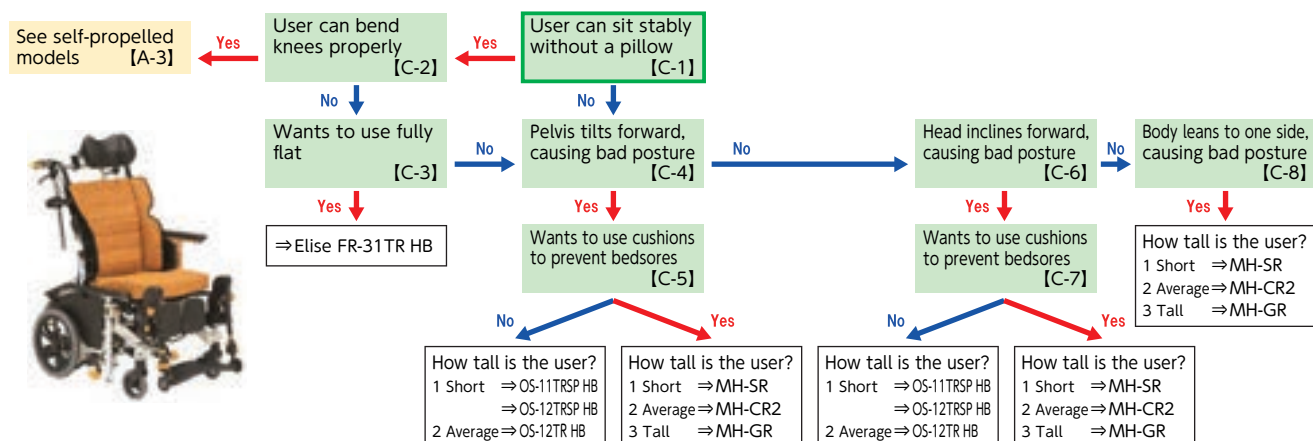 See self-propelled
models 【A-3】
Yes
User can bend
knees properly
【C-2】
Yes
User can sit stably
without a pillow
【C-1】
No
No
Wants to use fully
flat
【C-3】
No
Pelvis tilts forward,
causing bad posture
【C-4】
No
Head inclines forward,
causing bad posture
【C-6】
No
Body leans to one side,
causing bad posture
【C-8】
Yes
Yes
Yes
Yes
⇒Elise FR-31TR HB
Wants to use cushions
to prevent bedsores
【C-5】
Wants to use cushions
to prevent bedsores
【C-7】
How tall is the user?
1 Short ⇒MH-SR
2 Average⇒MH-CR2
3 Tall ⇒MH-GR
No
Yes
No
Yes
How tall is the user?
1 Short ⇒OS-11TRSP HB
⇒OS-12TRSP HB
2 Average⇒OS-12TR HB
How tall is the user?
1 Short ⇒MH-SR
2 Average⇒MH-CR2
3 Tall ⇒MH-GR
How tall is the user?
1 Short ⇒OS-11TRSP HB
⇒OS-12TRSP HB
2 Average⇒OS-12TR HB
How tall is the user?
1 Short ⇒MH-SR
2 Average⇒MH-CR2
3 Tall ⇒MH-GR